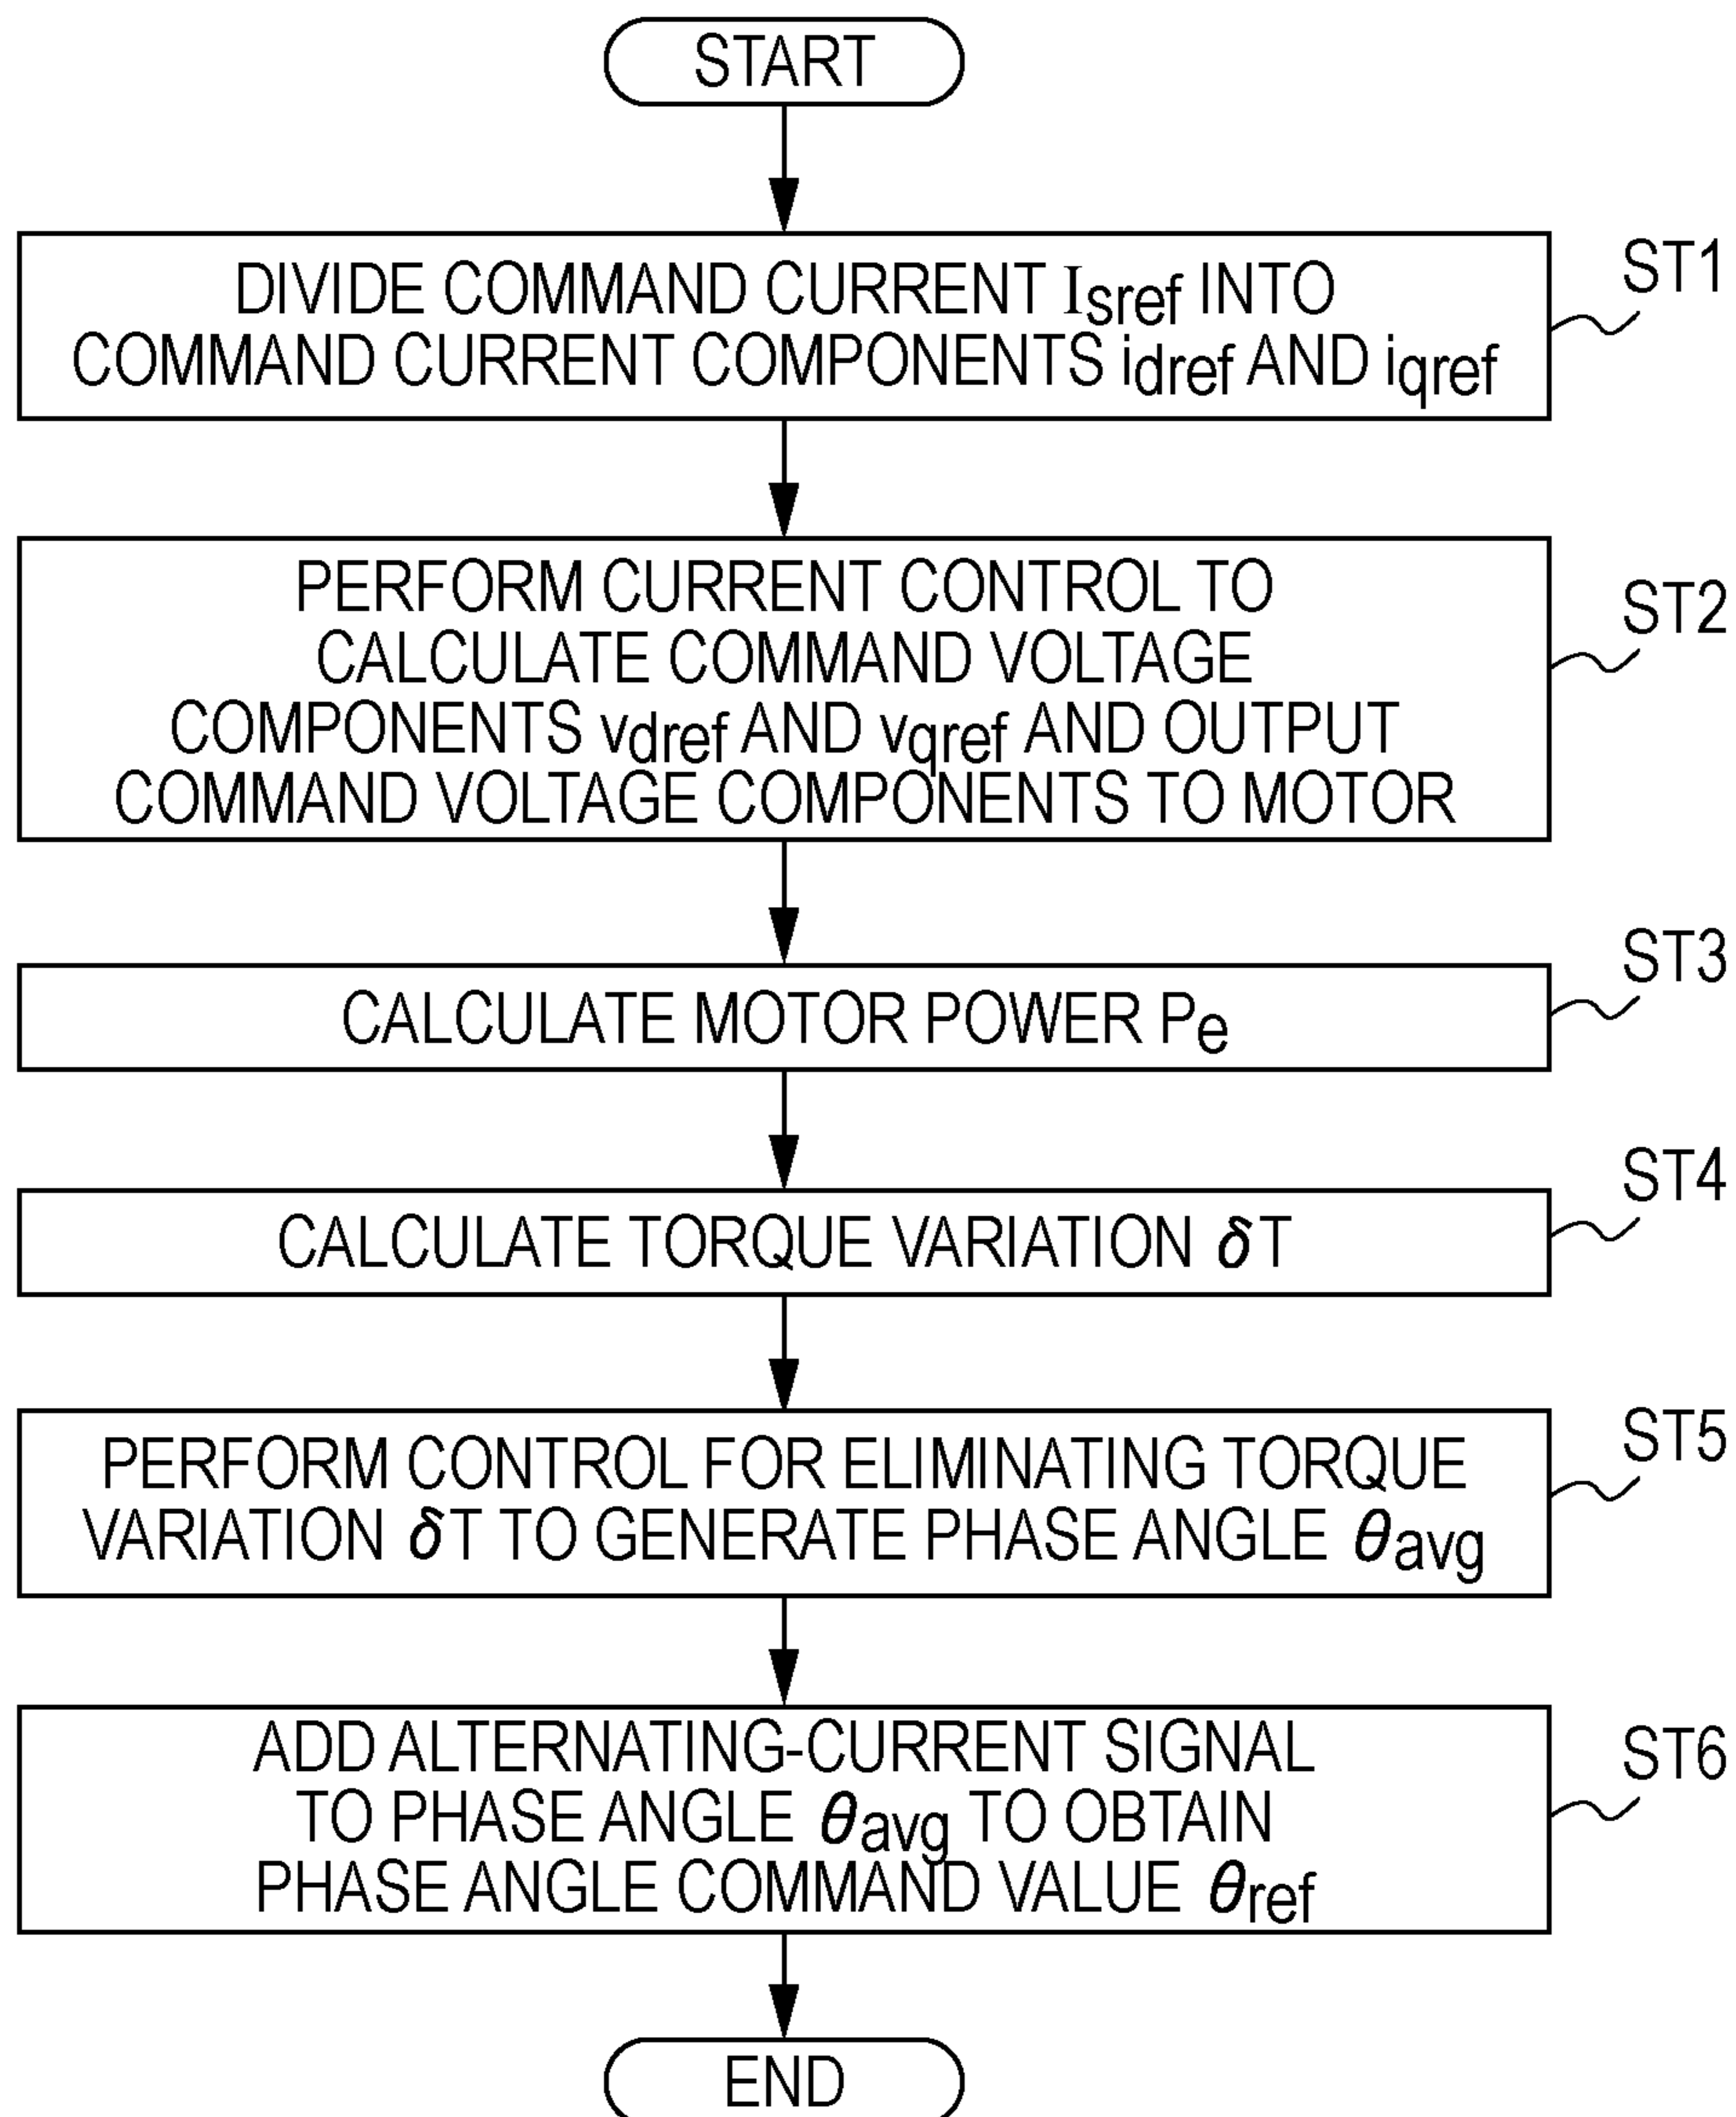 START
ST1
DIVIDE COMMAND CURRENT Isref INTO
COMMAND CURRENT COMPONENTS idref AND iqref
ST2
PERFORM CURRENT CONTROL TO
CALCULATE COMMAND VOLTAGE
COMPONENTS vdref AND vqref AND OUTPUT
COMMAND VOLTAGE COMPONENTS TO MOTOR
ST3
CALCULATE MOTOR POWER Pe
ST4
CALCULATE TORQUE VARIATION δT
ST5
PERFORM CONTROL FOR ELIMINATING TORQUE
VARIATION δT TO GENERATE PHASE ANGLE θavg
ST6
ADD ALTERNATING-CURRENT SIGNAL
TO PHASE ANGLE θavg TO OBTAIN
PHASE ANGLE COMMAND VALUE θref
END